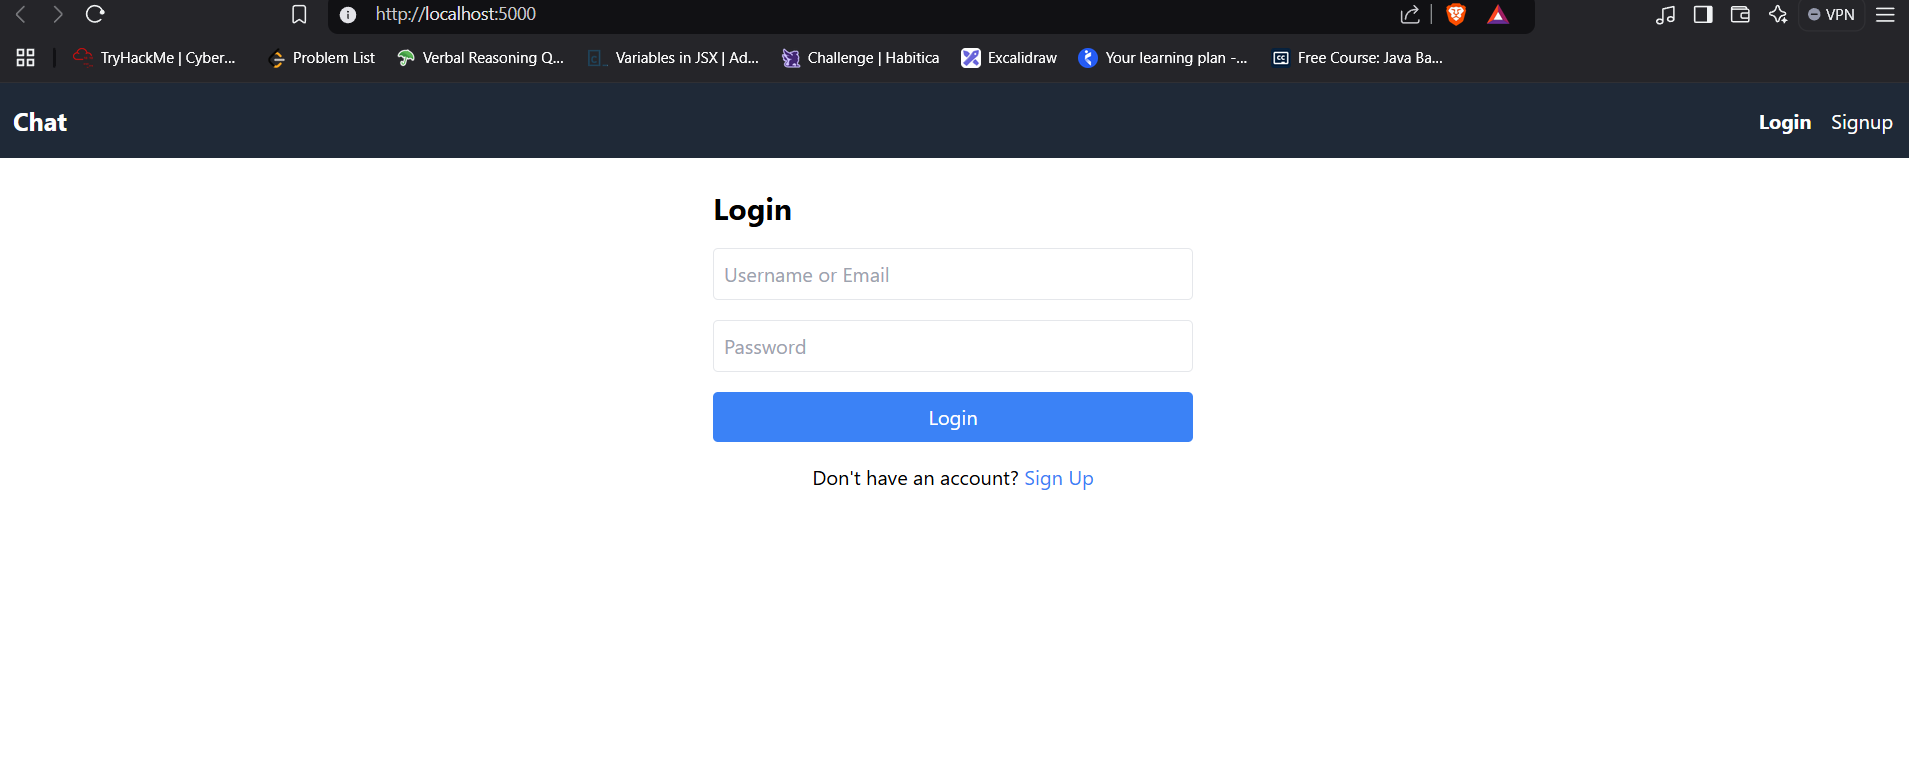 http://localhost:5000
VPN
TryHackMe | Cyber...
Problem List
Verbal Reasoning Q...
Variables in JSX | Ad...
Challenge | Habitica
Excalidraw
Your learning plan -...
Free Course: Java Ba...
Chat
Login
Signup
Login
Username or Email
Password
Login
Don't have an account? Sign Up